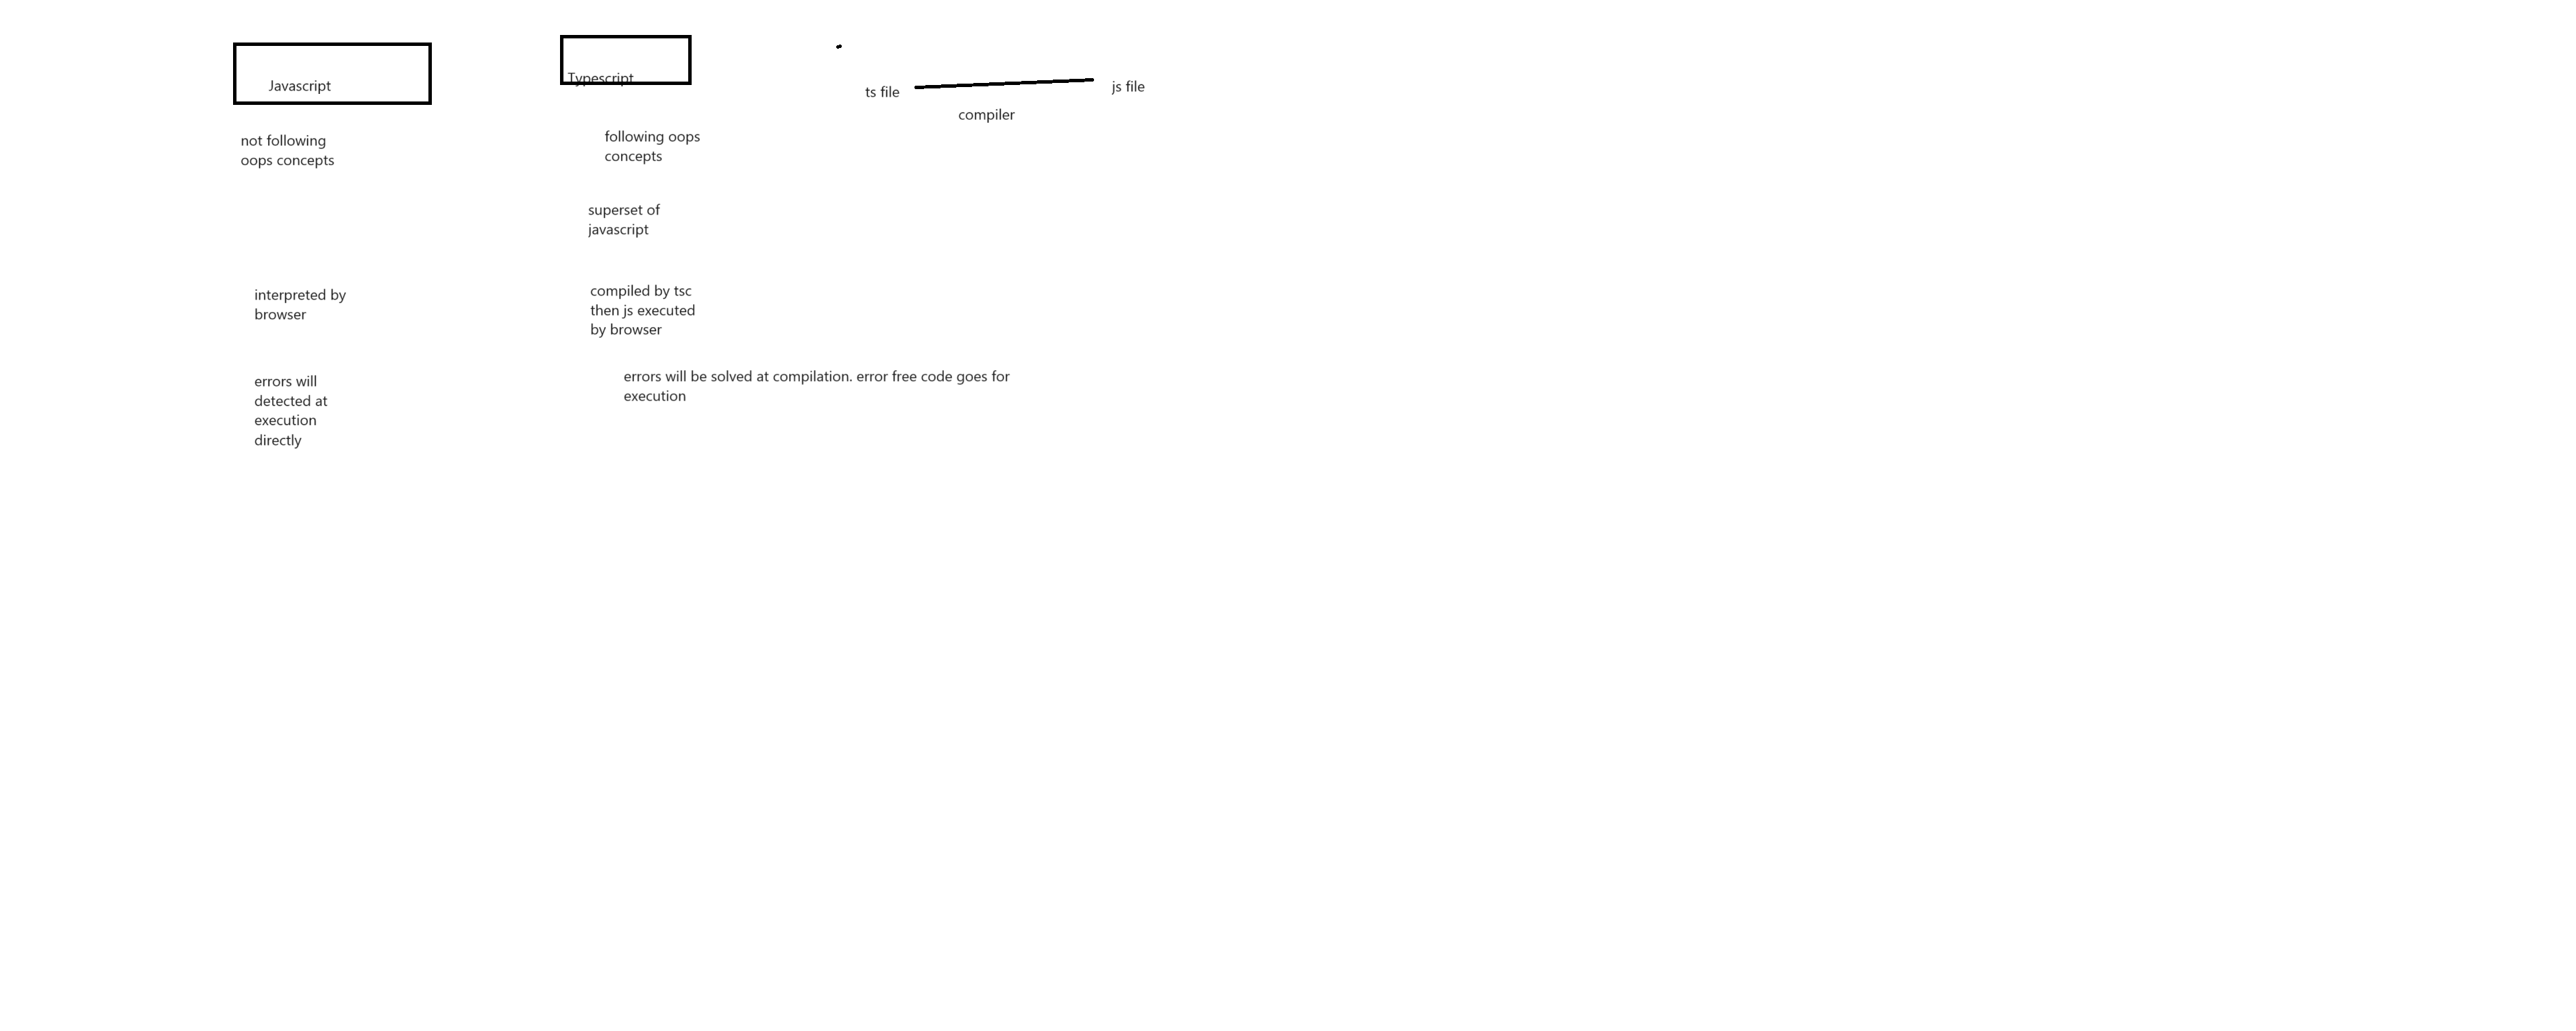 Javascript
not following
oops concepts
interpreted by
browser
errors will
detected at
execution
directly
Typescript
following oops
concepts
superset of
javascript
compiled by tsc
then js executed
by browser
errors will be solved at compilation. error free code goes for
execution
ts file
compiler
js file